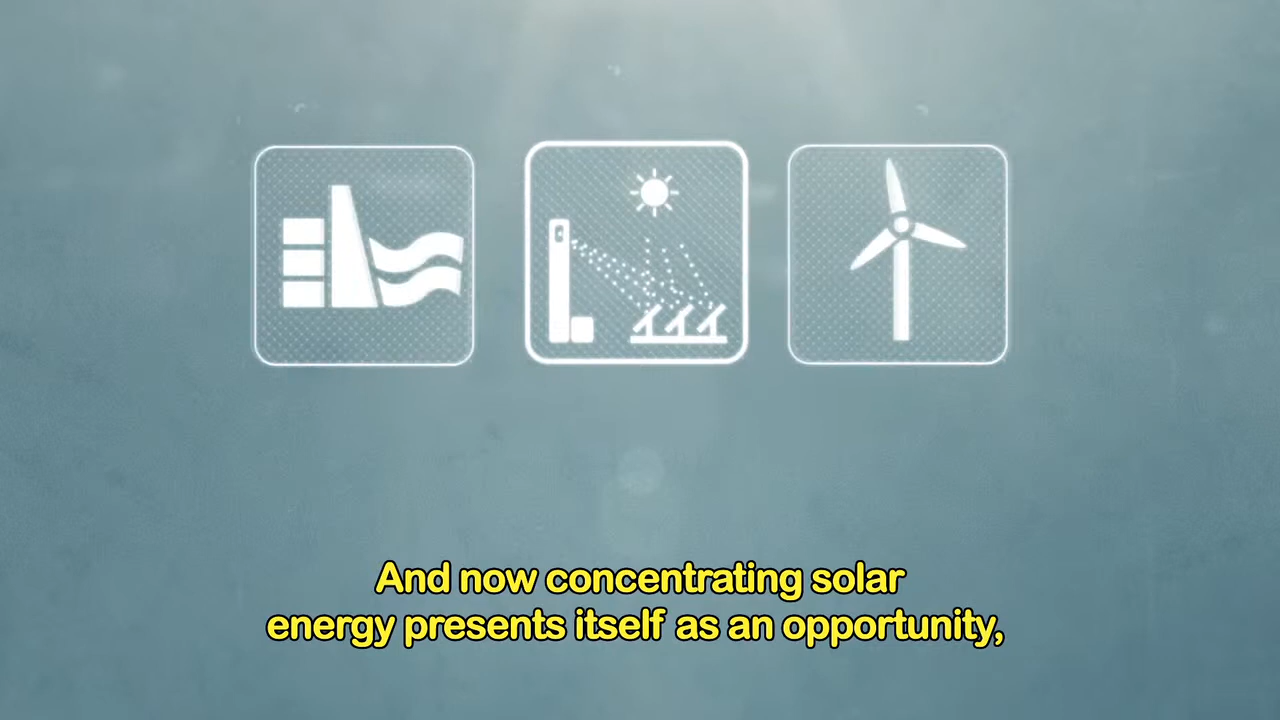 And now concentrating solar
energy presents itself as an opportunity,